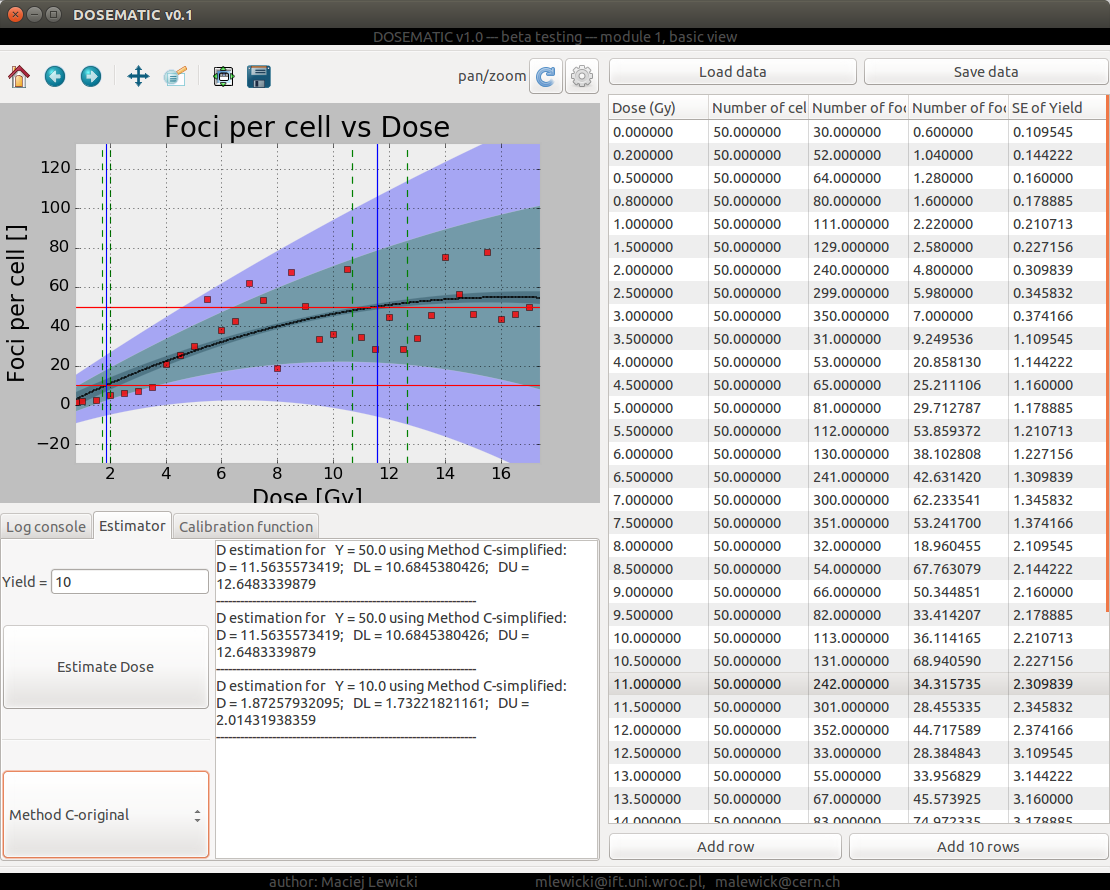 DOSEMATIC v0.1
DOSEMATIC v1.0 — beta testing — module 1, basic view
pan/zoom
Load data
Save data
Foci per cell vs Dose
Foci per cell []
120
100
80
60
40
20
0
−20
2 4 6 8 10 12 14 16
Dose [Gy]
Log console
Estimator
Calibration function
Yield = 10
Estimate Dose
Method C-original
D estimation for Y = 50.0 using Method C-simplified:
D = 11.5635573419; DL = 10.6845380426; DU =
12.6483339879
------------------------------------------------------------
D estimation for Y = 50.0 using Method C-simplified:
D = 11.5635573419; DL = 10.6845380426; DU =
12.6483339879
------------------------------------------------------------
D estimation for Y = 10.0 using Method C-simplified:
D = 1.87257932095; DL = 1.73221821161; DU =
2.01431938359
------------------------------------------------------------
Dose (Gy) Number of cel Number of foc Number of foc SE of Yield
0.000000 50.000000 30.000000 0.600000 0.109545
0.200000 50.000000 52.000000 1.040000 0.144222
0.500000 50.000000 64.000000 1.280000 0.160000
0.800000 50.000000 80.000000 1.600000 0.178885
1.000000 50.000000 111.000000 2.220000 0.210713
1.500000 50.000000 129.000000 2.580000 0.227156
2.000000 50.000000 240.000000 4.800000 0.309839
2.500000 50.000000 299.000000 5.980000 0.345832
3.000000 50.000000 350.000000 7.000000 0.374166
3.500000 50.000000 31.000000 9.249536 1.109545
4.000000 50.000000 53.000000 20.858130 1.144222
4.500000 50.000000 65.000000 25.211106 1.160000
5.000000 50.000000 81.000000 29.712787 1.178885
5.500000 50.000000 112.000000 53.859372 1.210713
6.000000 50.000000 130.000000 38.102808 1.227156
6.500000 50.000000 241.000000 42.631420 1.309839
7.000000 50.000000 300.000000 62.233541 1.345832
7.500000 50.000000 351.000000 53.241700 1.374166
8.000000 50.000000 32.000000 18.960455 2.109545
8.500000 50.000000 54.000000 67.763079 2.144222
9.000000 50.000000 66.000000 50.344851 2.160000
9.500000 50.000000 82.000000 33.414207 2.178885
10.000000 50.000000 113.000000 36.114165 2.210713
10.500000 50.000000 131.000000 68.940590 2.227156
11.000000 50.000000 242.000000 34.315735 2.309839
11.500000 50.000000 301.000000 28.455335 2.345832
12.000000 50.000000 352.000000 44.717589 2.374166
12.500000 50.000000 33.000000 28.384843 3.109545
13.000000 50.000000 55.000000 33.956829 3.144222
13.500000 50.000000 67.000000 45.573925 3.160000
14.000000 50.000000 83.000000 74.972335 3.178885
Add row
Add 10 rows
author: Maciej Lewicki
mlewicki@ift.uni.wroc.pl, malewick@cern.ch